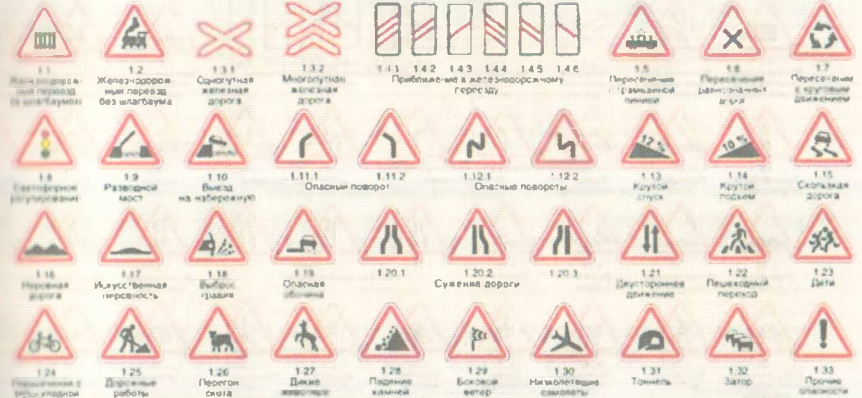 1.1 1.2 1.3.1 1.3.2 1.4.1 1.4.2 1.4.3 1.4.4 1.4.5 1.4.6 1.5 1.6 1.7
Железнодорож- Железнодорож- Однопутная Многопутная Приближение к железнодорожному Пересечение Пересечение Пересечение
ный переезд ный переезд железная железная переезду с трамвайной равнозначных с круговым
со шлагбаумом без шлагбаума дорога дорога линией дорог движением
12% 10%
1.8 1.9 1.10 1.11.1 1.11.2 1.12.1 1.12.2 1.13 1.14 1.15
Светофорное Разводной Выезд Опасный поворот Опасные повороты Крутой Крутой Скользкая
регулирование мост на набережную спуск подъем дорога
1.16 1.17 1.18 1.19 1.20.1 1.20.2 1.20.3 1.21 1.22 1.23
Неровная Искусственная Выброс Опасная Сужение дороги Двустороннее Пешеходный Дети
дорога неровность гравия обочина движение переход
1.24 1.25 1.26 1.27 1.28 1.29 1.30 1.31 1.32 1.33
Пересечение с Дорожные Перегон Дикие Падение Боковой Низколетящие Тоннель Затор Прочие
работы скота животные камней ветер самолеты опасности